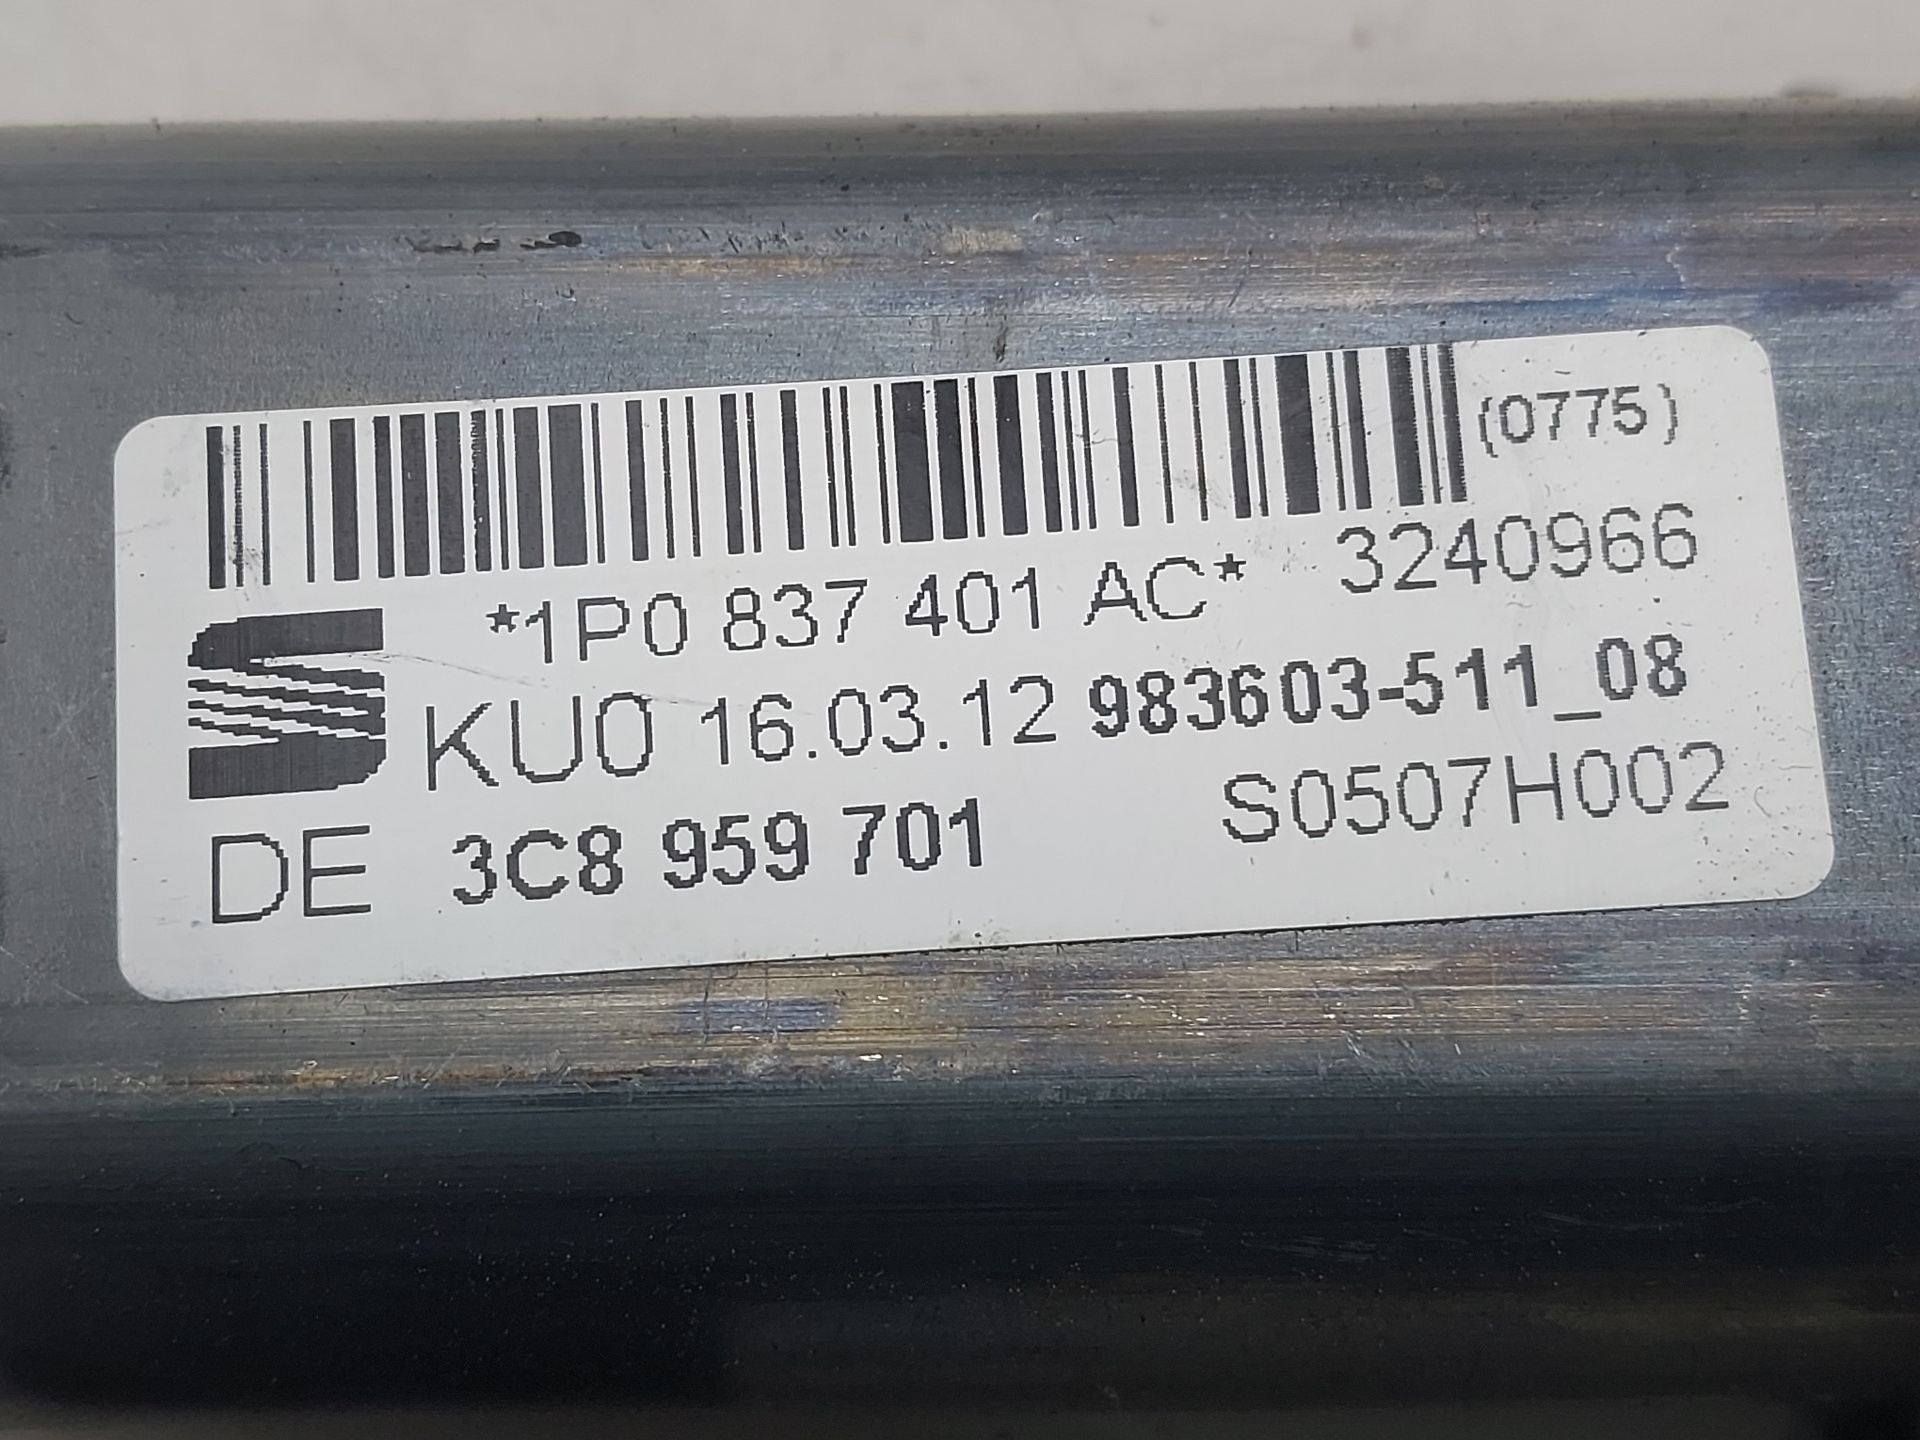 (0775)
*1P0 837 401 AC* 3240966
KU0 16.03.12 983603-511_08
DE 3C8 959 701 S0507H002